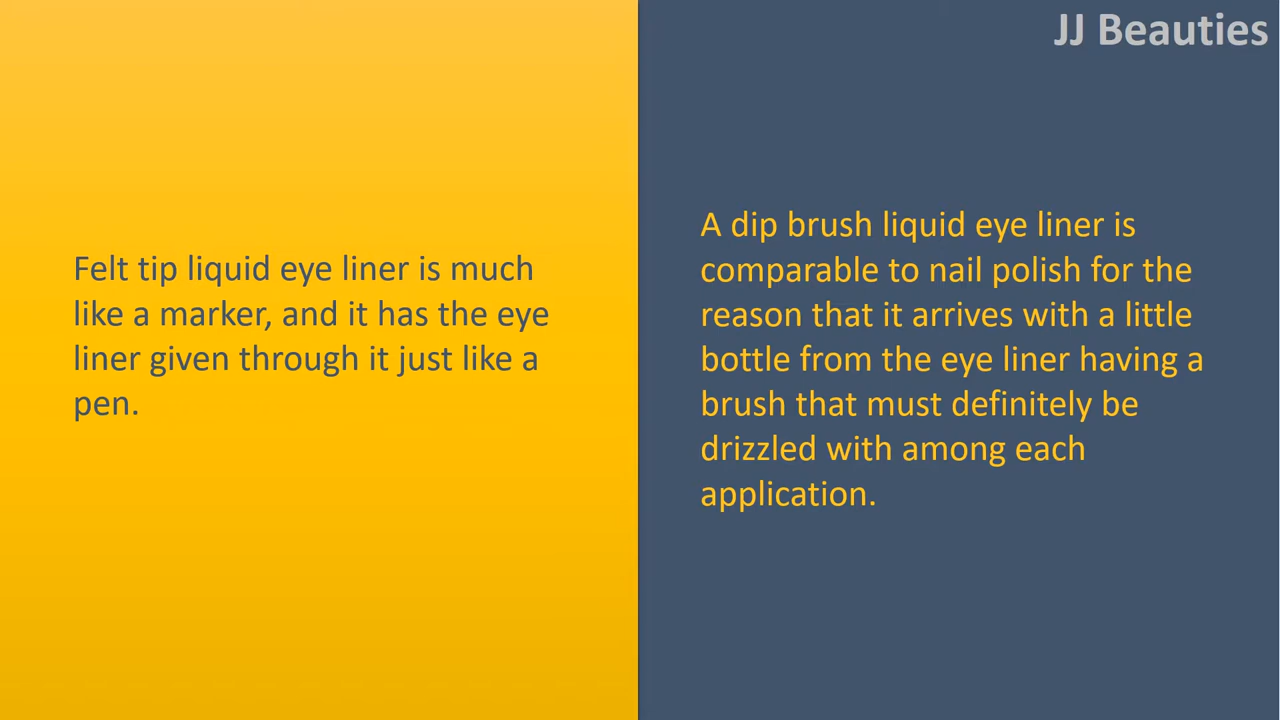 JJ Beauties
Felt tip liquid eye liner is much
like a marker, and it has the eye
liner given through it just like a
pen.
A dip brush liquid eye liner is
comparable to nail polish for the
reason that it arrives with a little
bottle from the eye liner having a
brush that must definitely be
drizzled with among each
application.